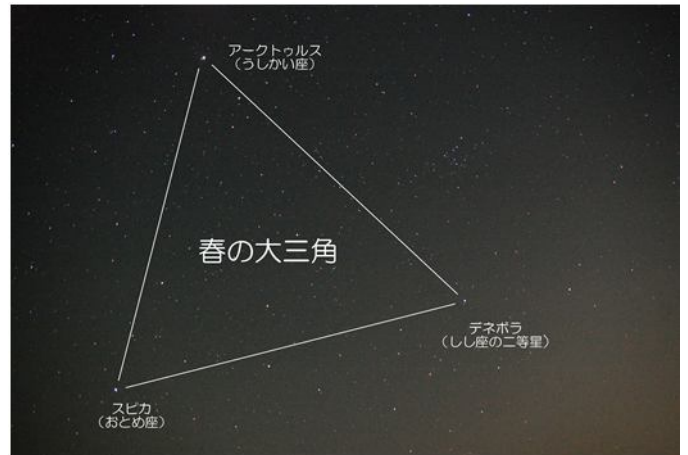 アークトゥルス
（うしかい座）
春の大三角
デネボラ
（しし座の二等星）
スピカ
（おとめ座）